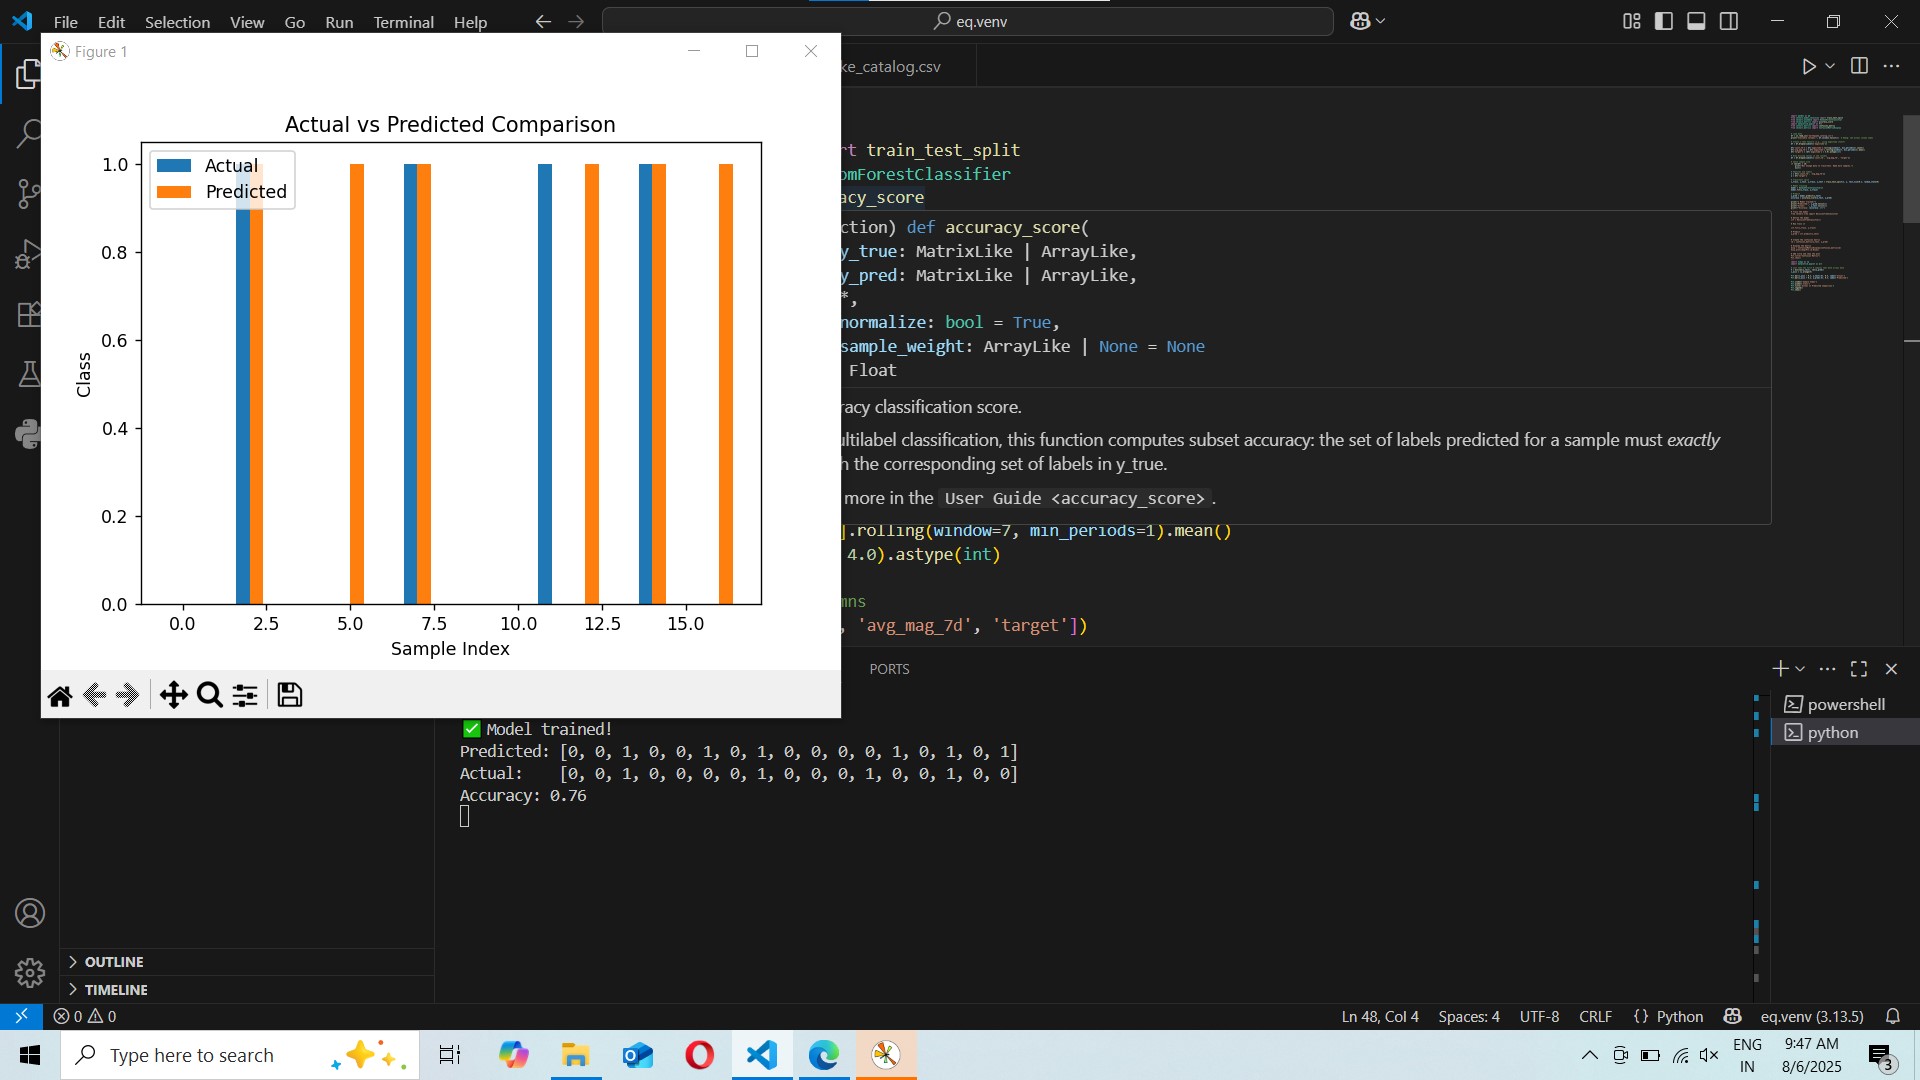 File Edit Selection View Go Run Terminal Help
eq.venv
Figure 1
ke_catalog.csv
Actual vs Predicted Comparison
Actual
Predicted
1.0
0.8
0.6
0.4
0.2
0.0
Class
0.0 2.5 5.0 7.5 10.0 12.5 15.0
Sample Index
rt train_test_split
omForestClassifier
acy_score
ction) def accuracy_score(
y_true: MatrixLike | ArrayLike,
y_pred: MatrixLike | ArrayLike,
*,
normalize: bool = True,
sample_weight: ArrayLike | None = None
Float
racy classification score.
ultilabel classification, this function computes subset accuracy: the set of labels predicted for a sample must exactly
h the corresponding set of labels in y_true.
more in the User Guide <accuracy_score>.
].rolling(window=7, min_periods=1).mean()
4.0).astype(int)
mns
, 'avg_mag_7d', 'target'])
PORTS
powershell
python
✅ Model trained!
Predicted: [0, 0, 1, 0, 0, 1, 0, 1, 0, 0, 0, 0, 1, 0, 1, 0, 1]
Actual:    [0, 0, 1, 0, 0, 0, 0, 1, 0, 0, 0, 1, 0, 0, 1, 0, 0]
Accuracy: 0.76
OUTLINE
TIMELINE
0 0
Ln 48, Col 4 Spaces: 4 UTF-8 CRLF {} Python eq.venv (3.13.5)
Type here to search
ENG
IN
9:47 AM
8/6/2025
3